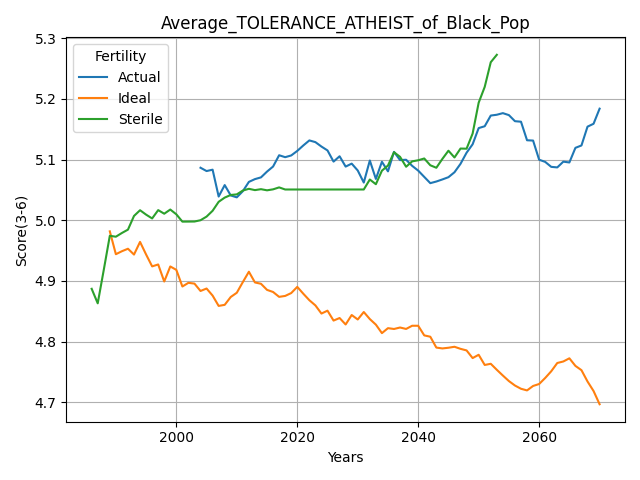 Average_TOLERANCE_ATHEIST_of_Black_Pop
Fertility
Actual
Ideal
Sterile
Score(3-6)
5.3
5.2
5.1
5.0
4.9
4.8
4.7
2000 2020 2040 2060
Years